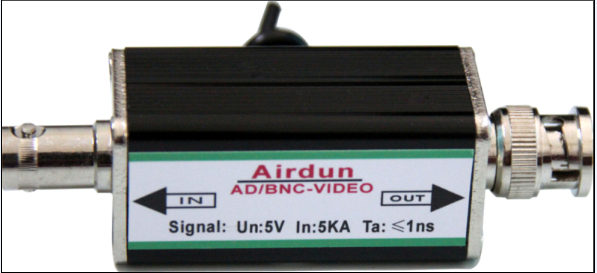 Airdun
AD/BNC-VIDEO
IN OUT
Signal: Un:5V In:5KA Ta: ≤1ns